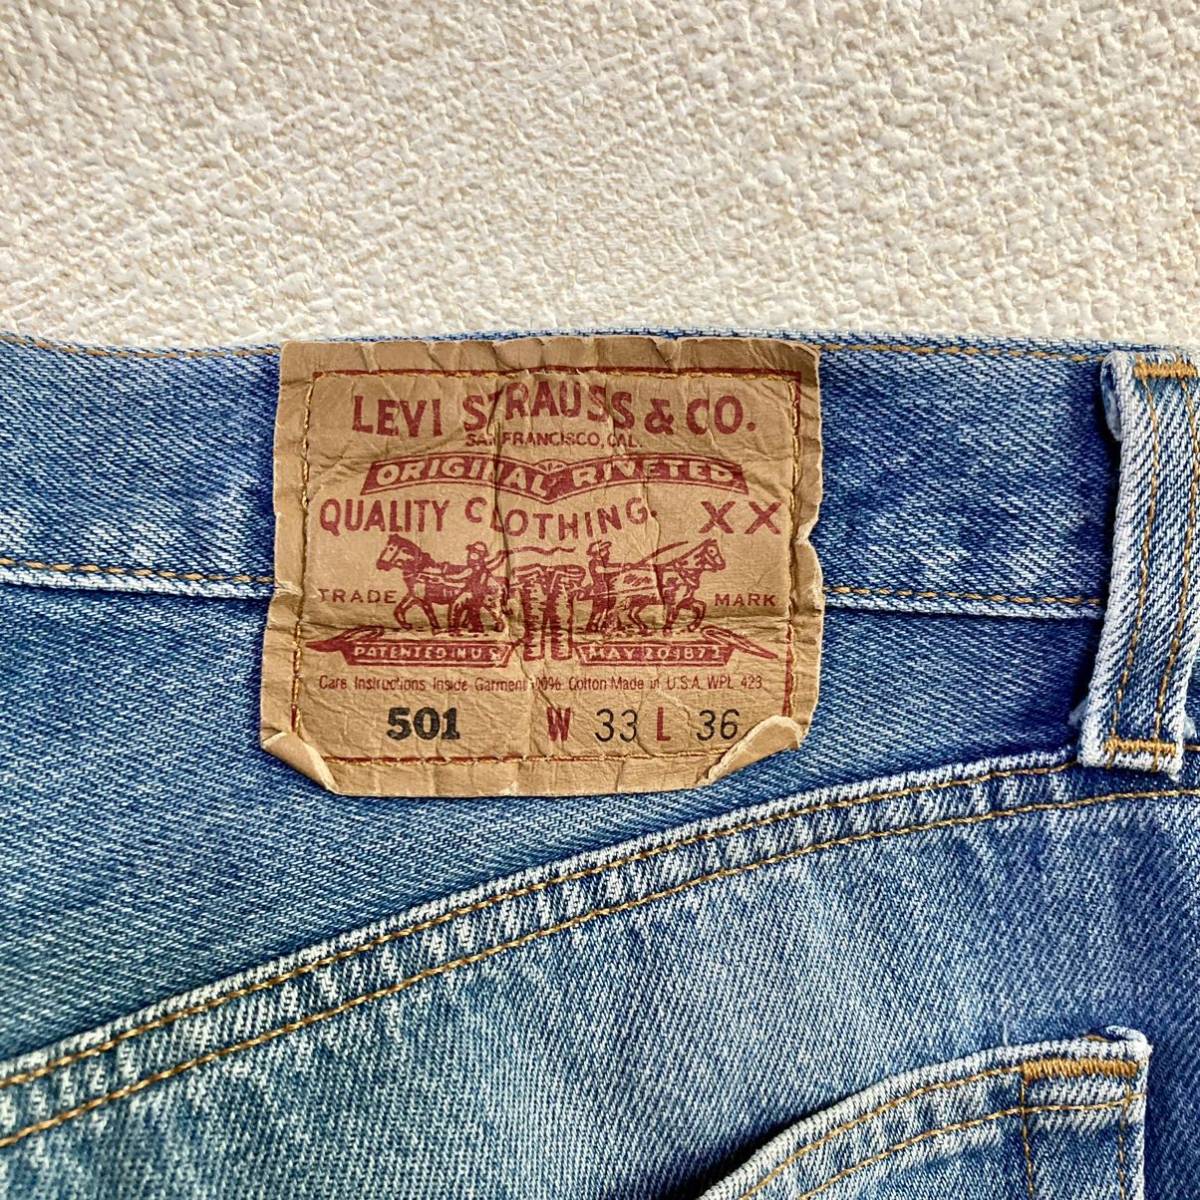 LEVI STRAUSS & CO.
SAN FRANCISCO, CAL.
ORIGINAL RIVETED
QUALITY CLOTHING. XX
TRADE MARK
PATENTED IN U.S. MAY 20 1873
Care Instructions Inside Garment 100% Cotton Made in U.S.A. WPL 423
501 W 33 L 36